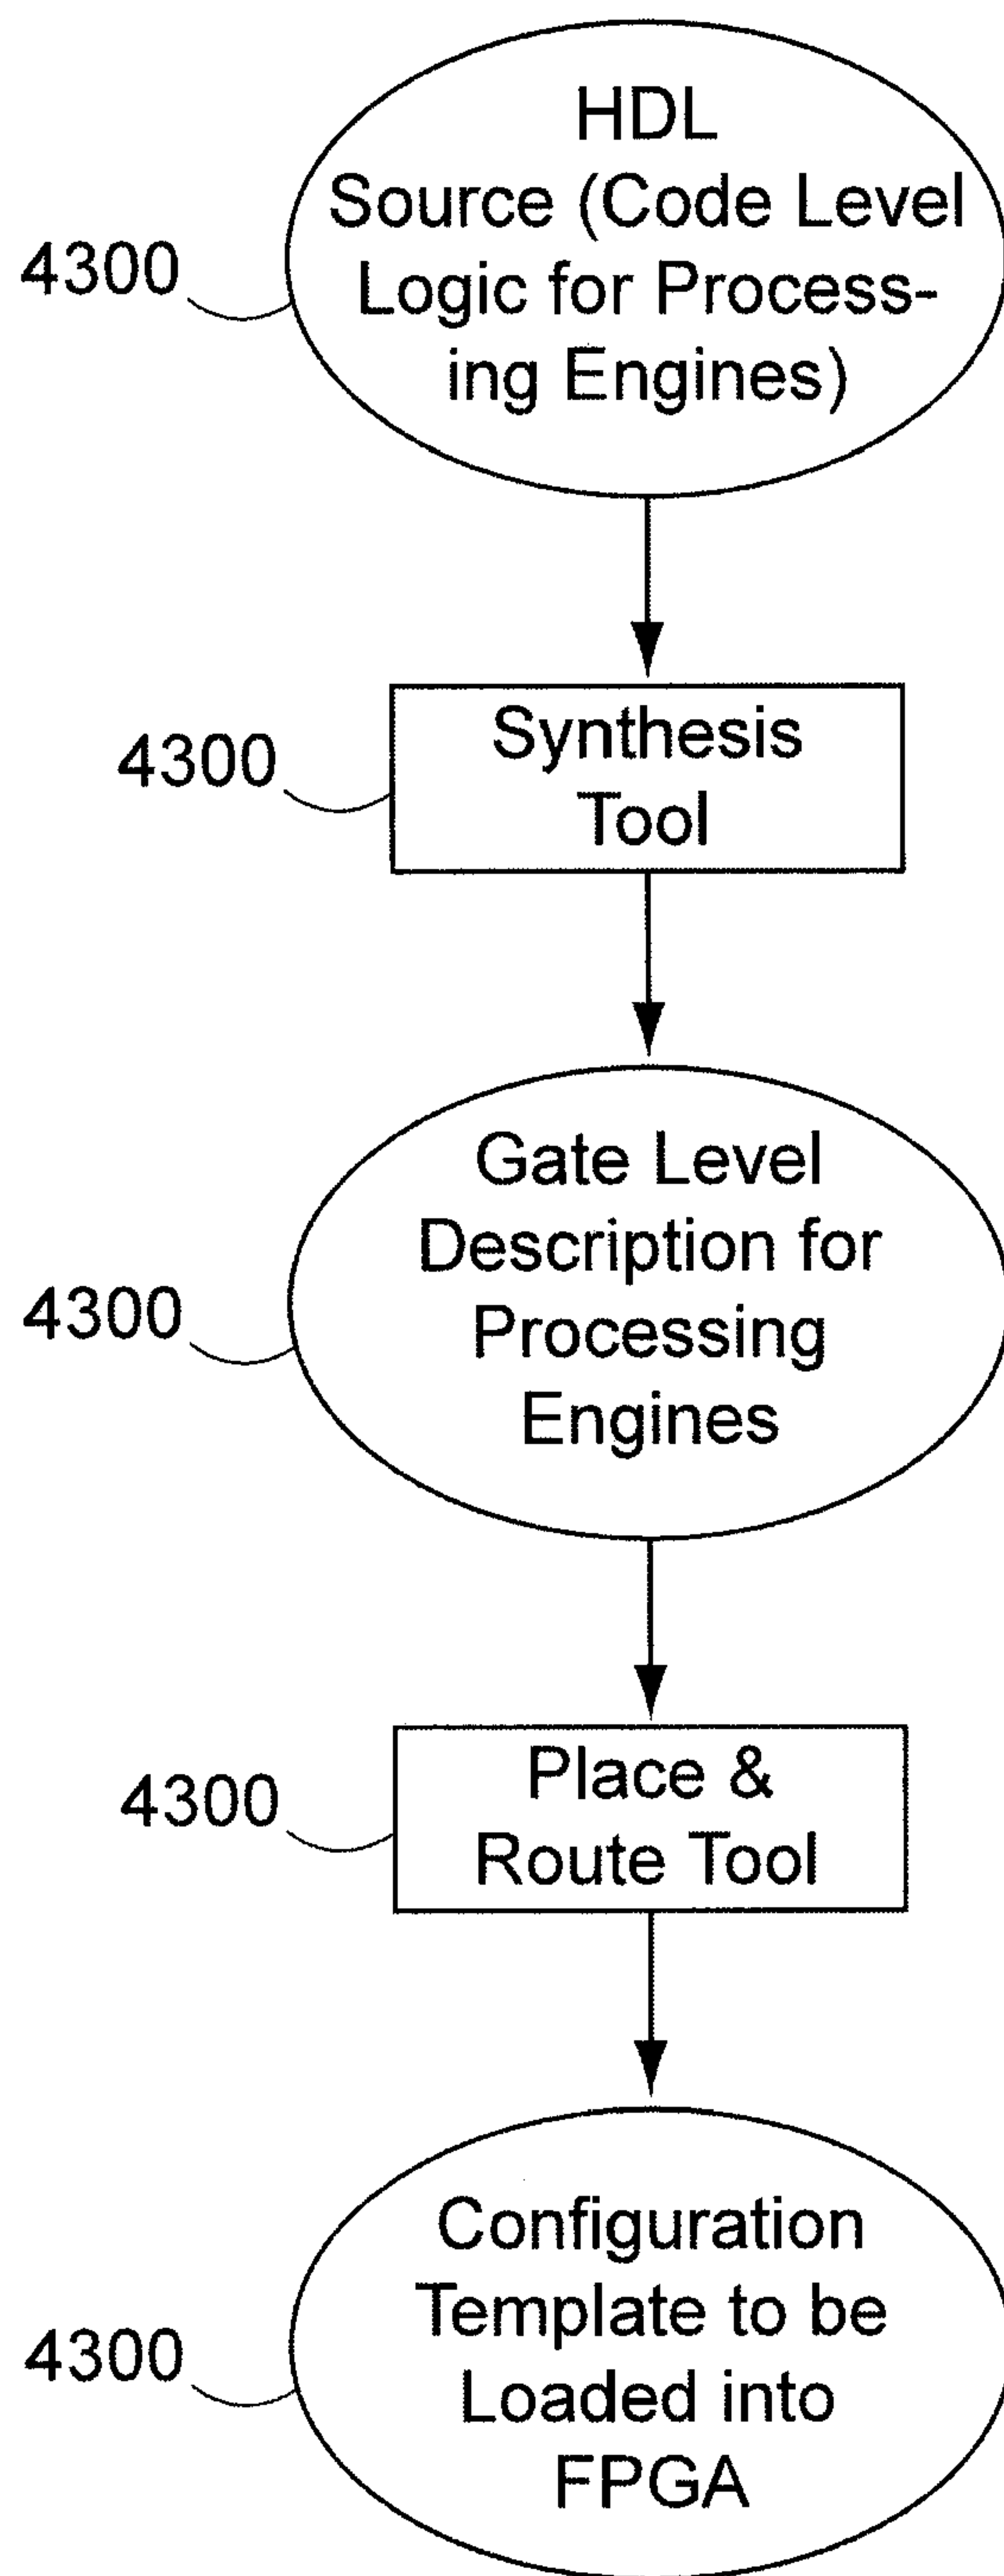 HDL
Source (Code Level
4300
Logic for Process-
ing Engines)
4300
Synthesis
Tool
Gate Level
Description for
4300
Processing
Engines
4300
Place &
Route Tool
Configuration
Template to be
4300
Loaded into
FPGA